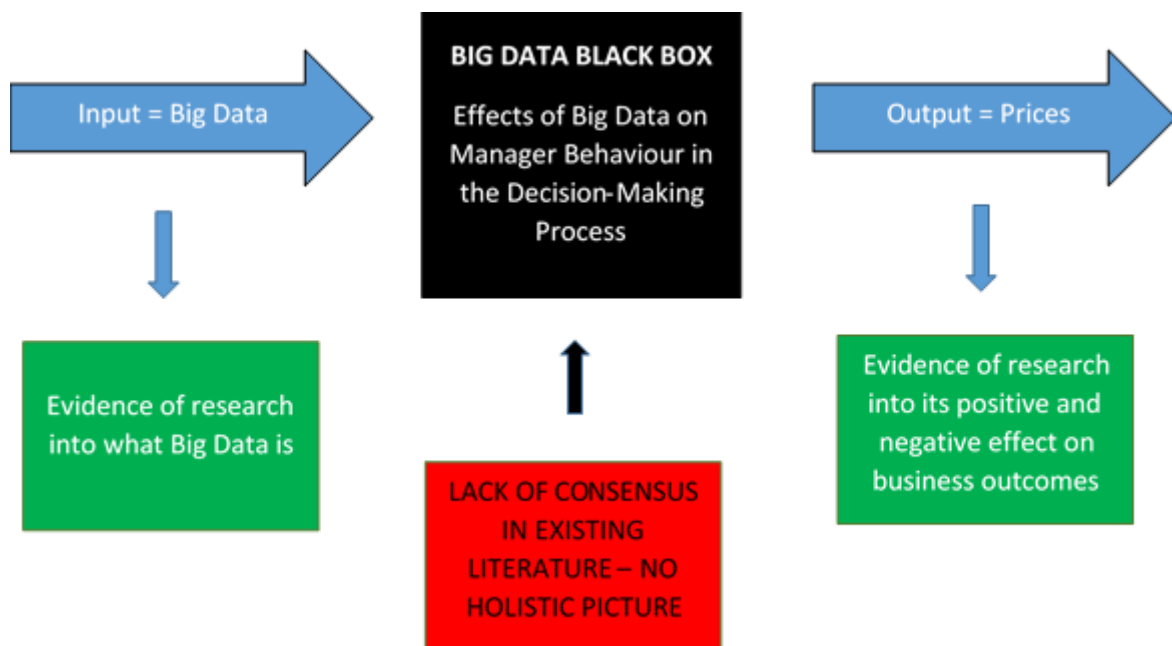 Input = Big Data
BIG DATA BLACK BOX
Effects of Big Data on
Manager Behaviour in
the Decision-Making
Process
Output = Prices
Evidence of research
into what Big Data is
LACK OF CONSENSUS
IN EXISTING
LITERATURE – NO
HOLISTIC PICTURE
Evidence of research
into its positive and
negative effect on
business outcomes